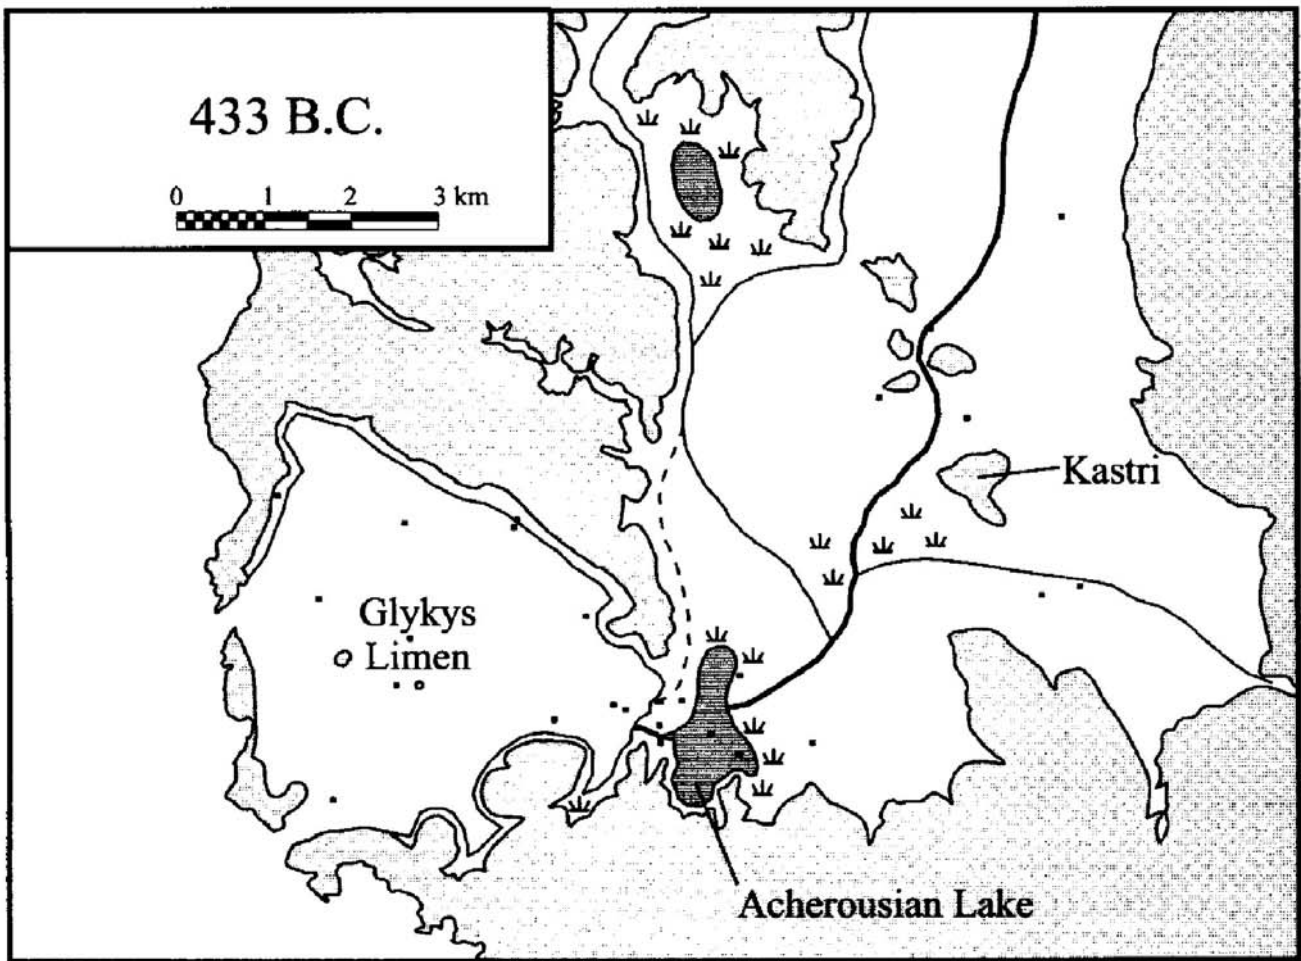 433 B.C.
0 1 2 3 km
Kastri
Glykys
Limen
Acherousian Lake